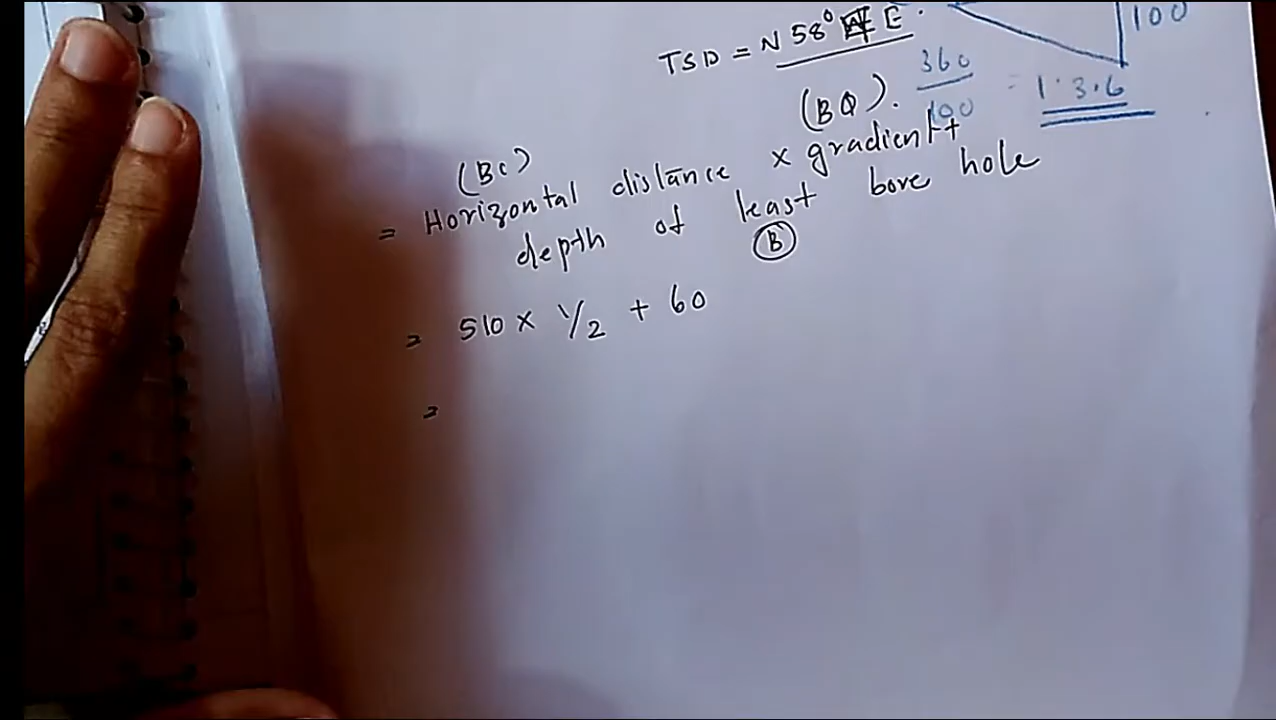 100
TSD = N 58° E.
360
100
= 1:3.6
(BQ).
(BC)
= Horizontal distance × gradient +
depth of least bore hole
B
= 510 × 1/2 + 60
=